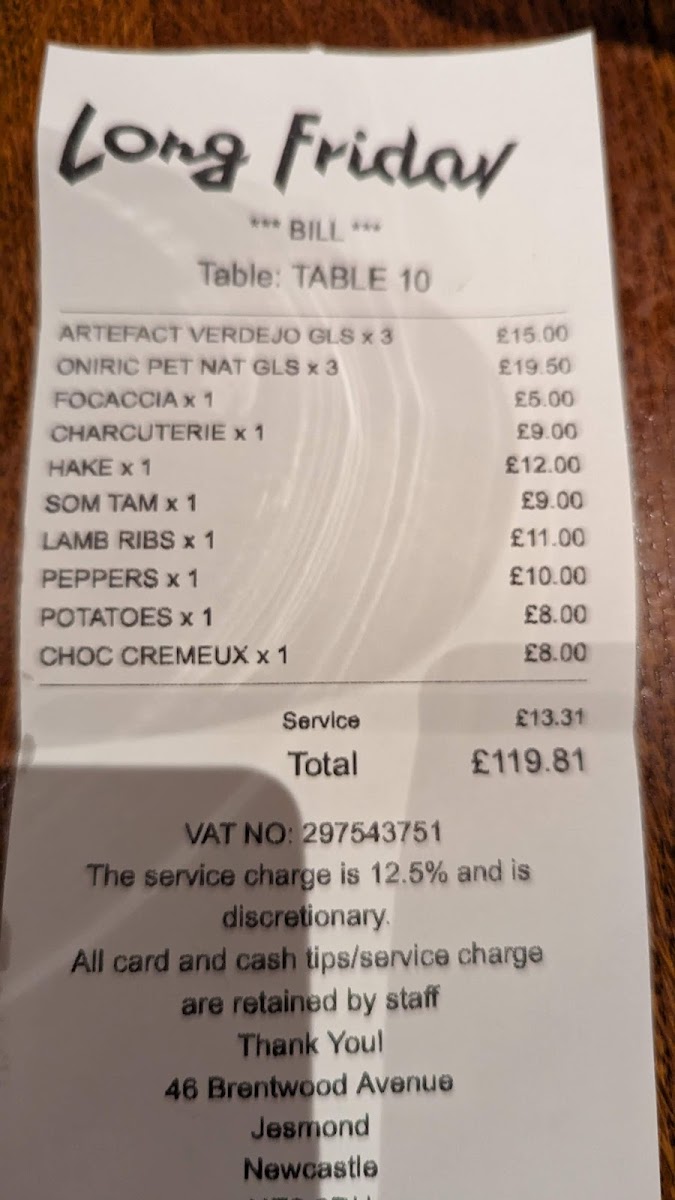 Long Friday
*** BILL ***
Table: TABLE 10
ARTEFACT VERDEJO GLS x 3 £15.00
ONIRIC PET NAT GLS x 3 £19.50
FOCACCIA x 1 £5.00
CHARCUTERIE x 1 £9.00
HAKE x 1 £12.00
SOM TAM x 1 £9.00
LAMB RIBS x 1 £11.00
PEPPERS x 1 £10.00
POTATOES x 1 £8.00
CHOC CREMEUX x 1 £8.00
Service £13.31
Total £119.81
VAT NO: 297543751
The service charge is 12.5% and is
discretionary.
All card and cash tips/service charge
are retained by staff
Thank You!
46 Brentwood Avenue
Jesmond
Newcastle